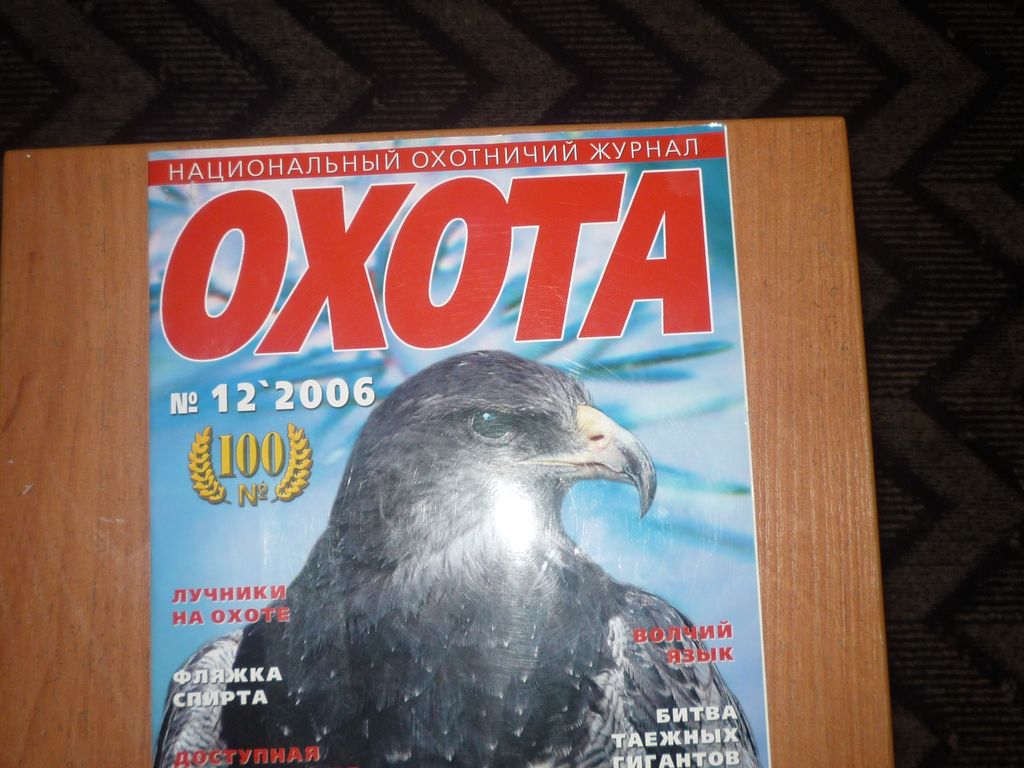 НАЦИОНАЛЬНЫЙ ОХОТНИЧИЙ ЖУРНАЛ
ОХОТА
№ 12`2006
100
№
ЛУЧНИКИ
НА ОХОТЕ
ФЛЯЖКА
СПИРТА
ДОСТУПНАЯ
ВОЛЧИЙ
ЯЗЫК
БИТВА
ТАЕЖНЫХ
ГИГАНТОВ